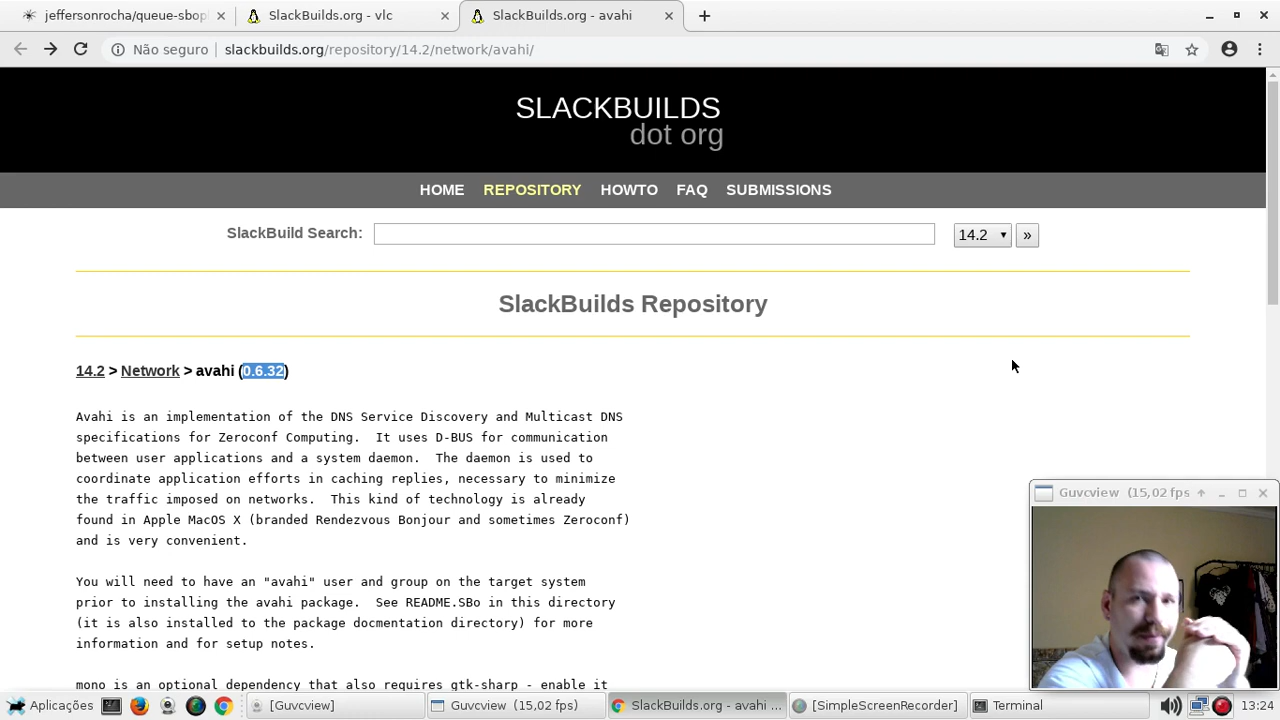 jeffersonrocha/queue-sbop
SlackBuilds.org - vlc
SlackBuilds.org - avahi
Não seguro
slackbuilds.org/repository/14.2/network/avahi/
SLACKBUILDS
dot org
HOME REPOSITORY HOWTO FAQ SUBMISSIONS
SlackBuild Search:
14.2
»
SlackBuilds Repository
14.2 > Network > avahi (0.6.32)
Avahi is an implementation of the DNS Service Discovery and Multicast DNS
specifications for Zeroconf Computing. It uses D-BUS for communication
between user applications and a system daemon. The daemon is used to
coordinate application efforts in caching replies, necessary to minimize
the traffic imposed on networks. This kind of technology is already
found in Apple MacOS X (branded Rendezvous Bonjour and sometimes Zeroconf)
and is very convenient.
You will need to have an "avahi" user and group on the target system
prior to installing the avahi package. See README.SBo in this directory
(it is also installed to the package docmentation directory) for more
information and for setup notes.
mono is an optional dependency that also requires gtk-sharp - enable it
Guvcview (15,02 fps
Aplicações
[Guvcview]
Guvcview (15,02 fps)
SlackBuilds.org - avahi ...
[SimpleScreenRecorder]
Terminal
13:24